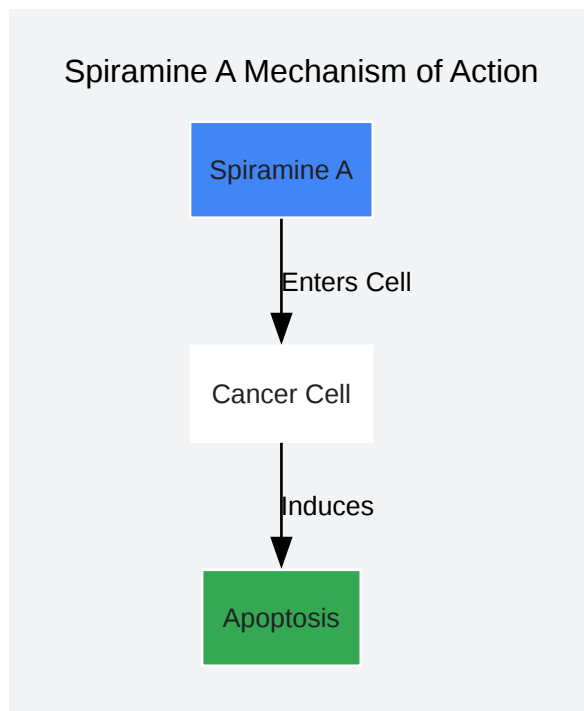 Spiramine A Mechanism of Action
Spiramine A
Enters Cell
Cancer Cell
Induces
Apoptosis